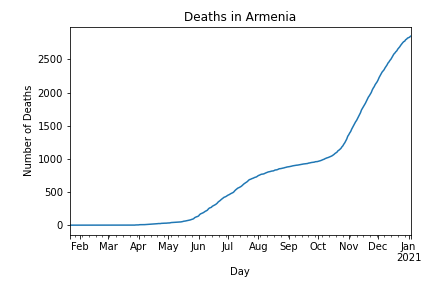 Deaths in Armenia
Number of Deaths
2500
2000
1500
1000
500
0
Feb Mar Apr May Jun Jul Aug Sep Oct Nov Dec Jan
2021
Day